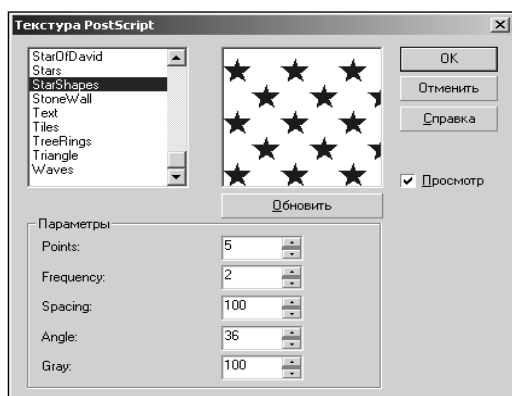 Текстура PostScript
StarOfDavid
Stars
StarShapes
StoneWall
Text
Tiles
TreeRings
Triangle
Waves
OK
Отменить
Справка
Просмотр
Обновить
Параметры
Points: 5
Frequency: 2
Spacing: 100
Angle: 36
Gray: 100